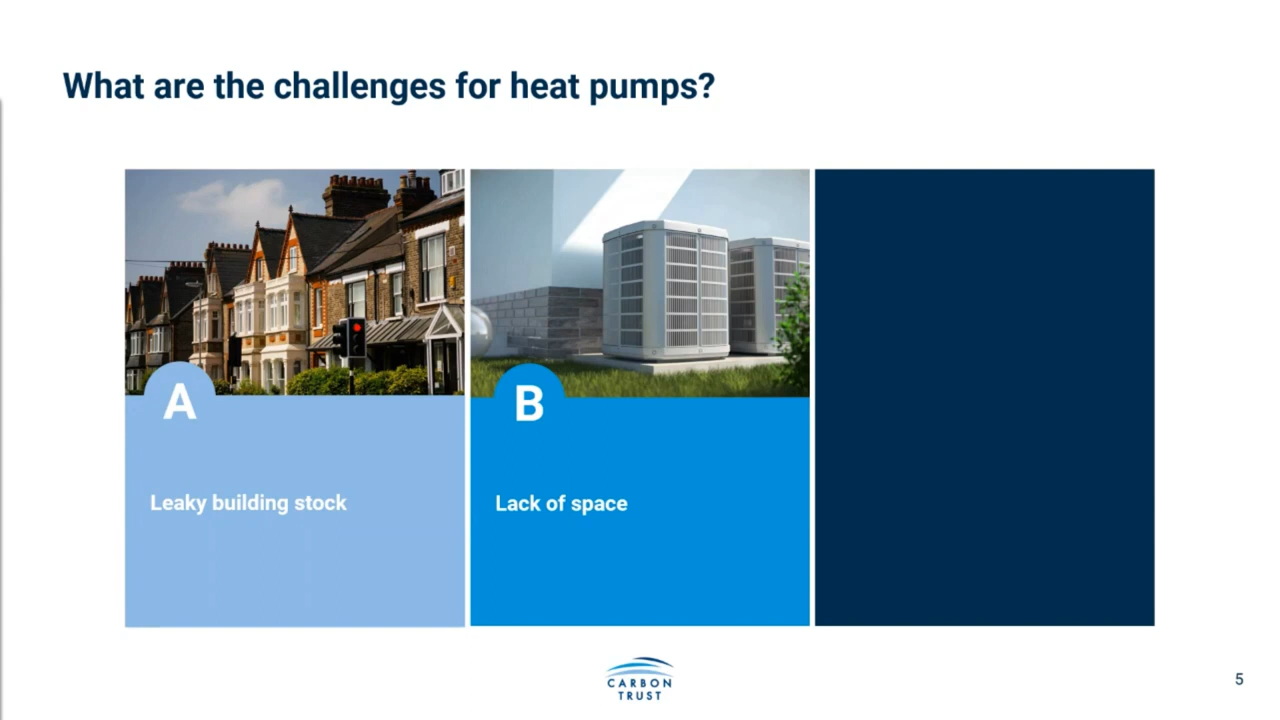 What are the challenges for heat pumps?
A
Leaky building stock
B
Lack of space
CARBON
TRUST
5